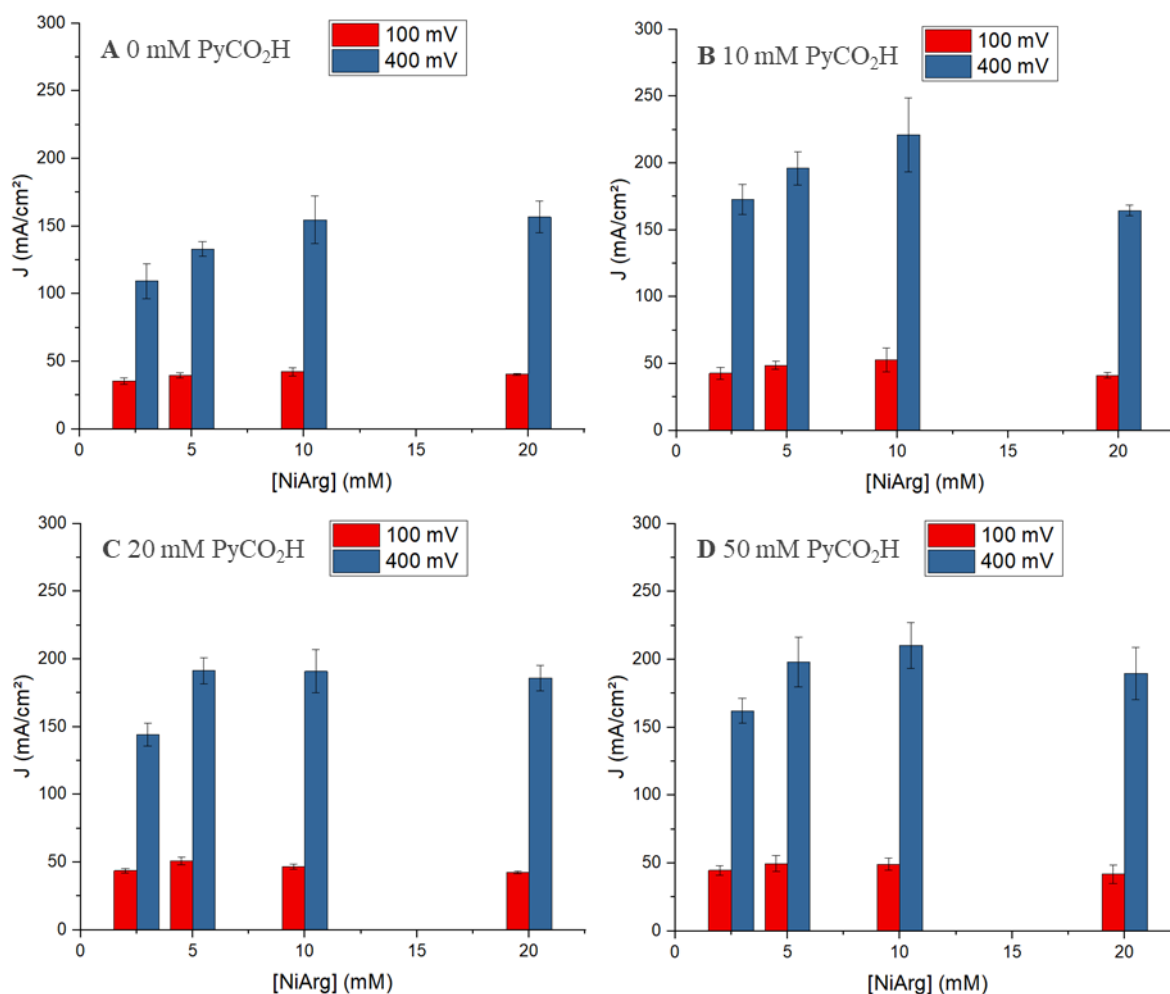 A 0 mM PyCO₂H
100 mV
400 mV
300
250
200
150
100
50
0
J (mA/cm²)
0 5 10 15 20
[NiArg] (mM)
B 10 mM PyCO₂H
100 mV
400 mV
300
250
200
150
100
50
0
J (mA/cm²)
0 5 10 15 20
[NiArg] (mM)
C 20 mM PyCO₂H
100 mV
400 mV
300
250
200
150
100
50
0
J (mA/cm²)
0 5 10 15 20
[NiArg] (mM)
D 50 mM PyCO₂H
100 mV
400 mV
300
250
200
150
100
50
0
J (mA/cm²)
0 5 10 15 20
[NiArg] (mM)